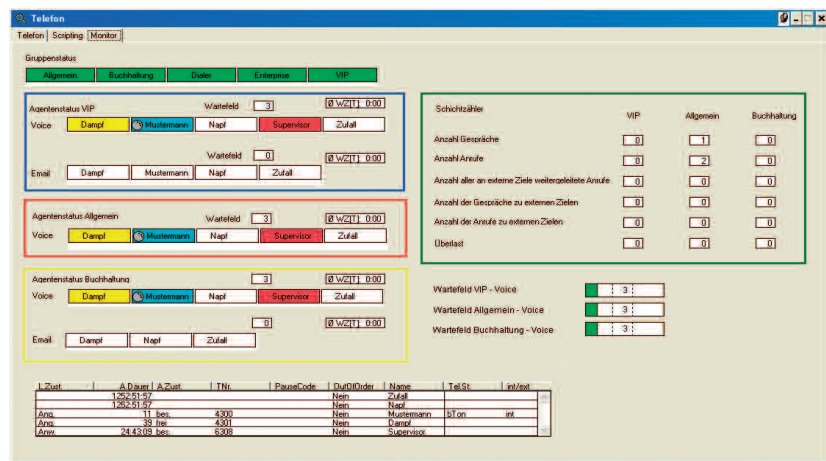 Telefon
Telefon Scripting Monitor
Gruppenstatus
Allgemein Buchhaltung Dialer Enterprise VIP
Agentenstatus VIP Wartefeld 3 Ø WZ[T]: 0:00
Voice Dampf Mustermann Napf Supervisor Zufall
Wartefeld 0 Ø WZ[T]: 0:00
Email Dampf Mustermann Napf Zufall
Agentenstatus Allgemein Wartefeld 3 Ø WZ[T]: 0:00
Voice Dampf Mustermann Napf Supervisor Zufall
Agentenstatus Buchhaltung 3 Ø WZ[T]: 0:00
Voice Dampf Mustermann Napf Supervisor Zufall
0 Ø WZ[T]: 0:00
Email Dampf Napf Zufall
Schichtzähler VIP Allgemein Buchhaltung
Anzahl Gespräche 0 1 0
Anzahl Anrufe 0 2 0
Anzahl aller an externe Ziele weitergeleitete Anrufe 0 0 0
Anzahl der Gespräche zu externen Zielen 0 0 0
Anzahl der Anrufe zu externen Zielen 0 0 0
Überlast 0 0 0
Wartefeld VIP - Voice 3
Wartefeld Allgemein - Voice 3
Wartefeld Buchhaltung - Voice 3
L.Zust. A.Dauer A.Zust. TNr. PauseCode OutOfOrder Name Tel.St. int/ext
1252:51:57 Nein Zufall
1252:51:57 Nein Napf
Ang. 11 bes. 4300 Nein Mustermann bTon int
Ang. 39 frei 4301 Nein Dampf
Anw. 24:43:09 bes. 6308 Nein Supervisor